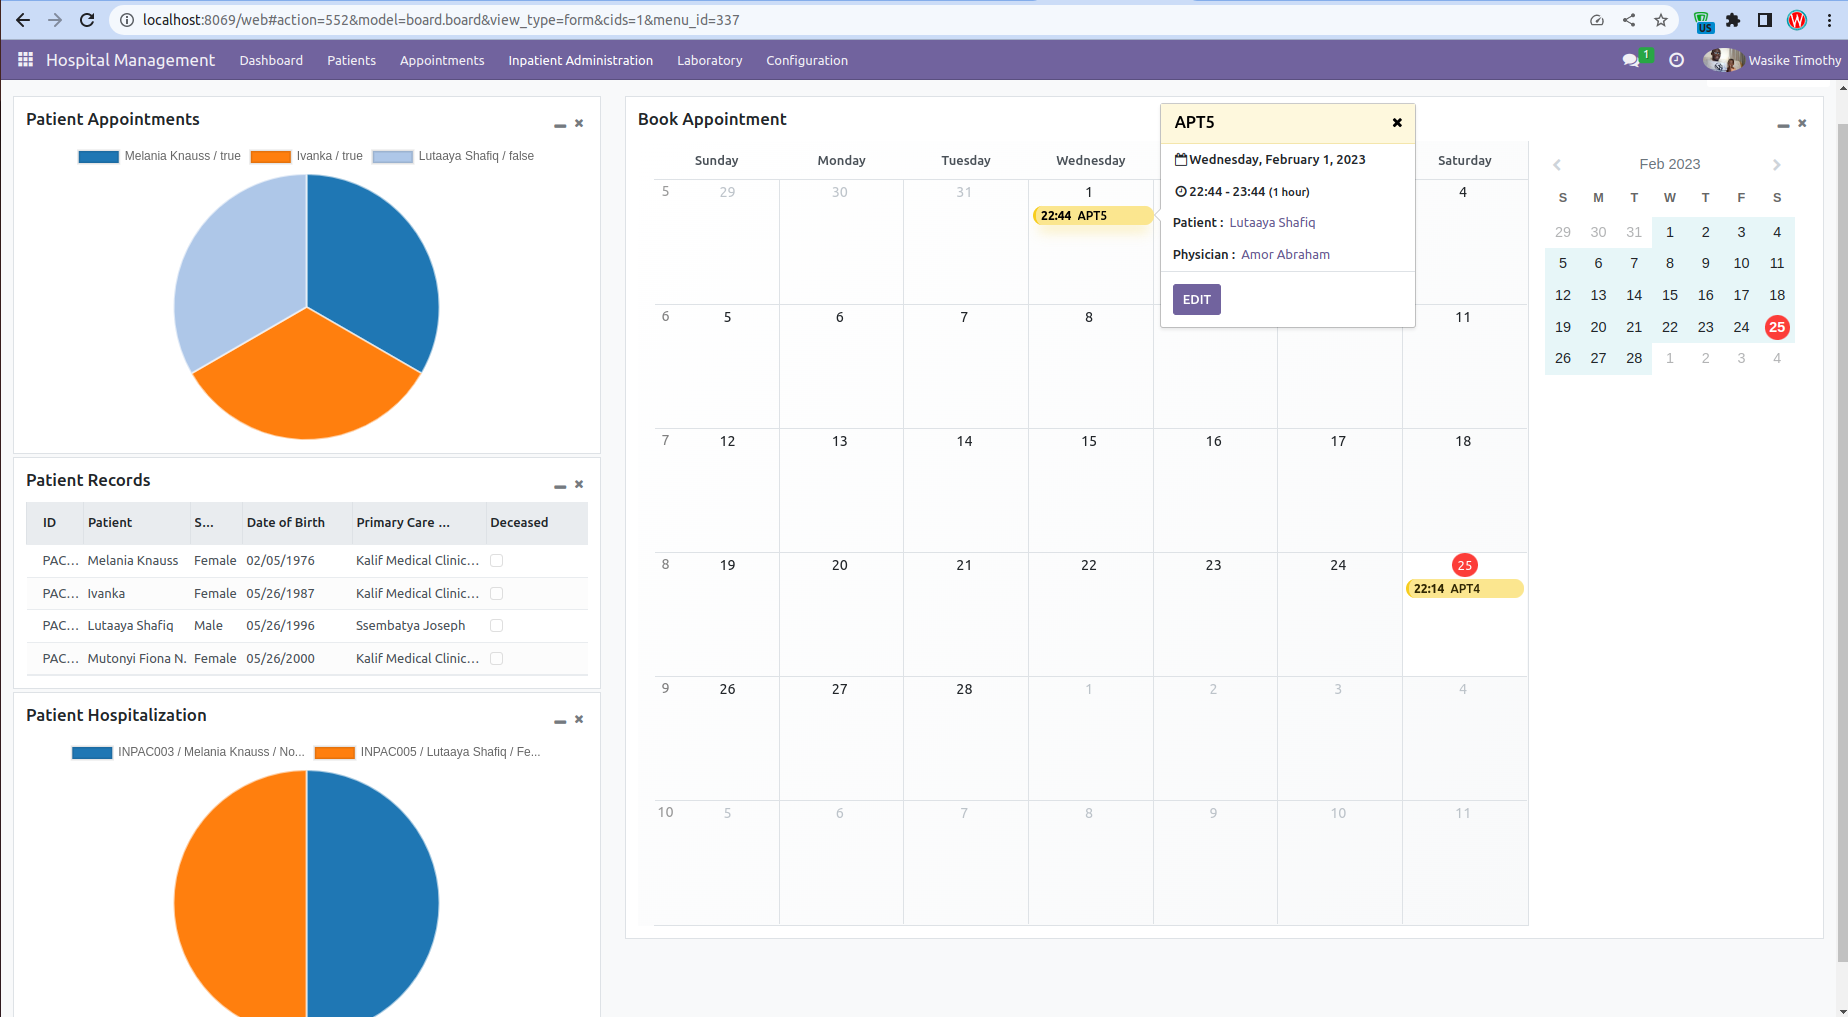 localhost:8069/web#action=552&model=board.board&view_type=form&cids=1&menu_id=337
US
W
Hospital Management Dashboard Patients Appointments Inpatient Administration Laboratory Configuration 1 Wasike Timothy
Patient Appointments
Melania Knauss / true Ivanka / true Lutaaya Shafiq / false
Patient Records
ID Patient S... Date of Birth Primary Care ... Deceased
PAC... Melania Knauss Female 02/05/1976 Kalif Medical Clinic...
PAC... Ivanka Female 05/26/1987 Kalif Medical Clinic...
PAC... Lutaaya Shafiq Male 05/26/1996 Ssembatya Joseph
PAC... Mutonyi Fiona N. Female 05/26/2000 Kalif Medical Clinic...
Patient Hospitalization
INPAC003 / Melania Knauss / No... INPAC005 / Lutaaya Shafiq / Fe...
Book Appointment
Sunday Monday Tuesday Wednesday Saturday
5 29 30 31 1 4
22:44 APT5
6 5 6 7 8 11
7 12 13 14 15 16 17 18
8 19 20 21 22 23 24 25
22:14 APT4
9 26 27 28 1 2 3 4
10 5 6 7 8 9 10 11
APT5
Wednesday, February 1, 2023
22:44 - 23:44 (1 hour)
Patient : Lutaaya Shafiq
Physician : Amor Abraham
EDIT
Feb 2023
S M T W T F S
29 30 31 1 2 3 4
5 6 7 8 9 10 11
12 13 14 15 16 17 18
19 20 21 22 23 24 25
26 27 28 1 2 3 4